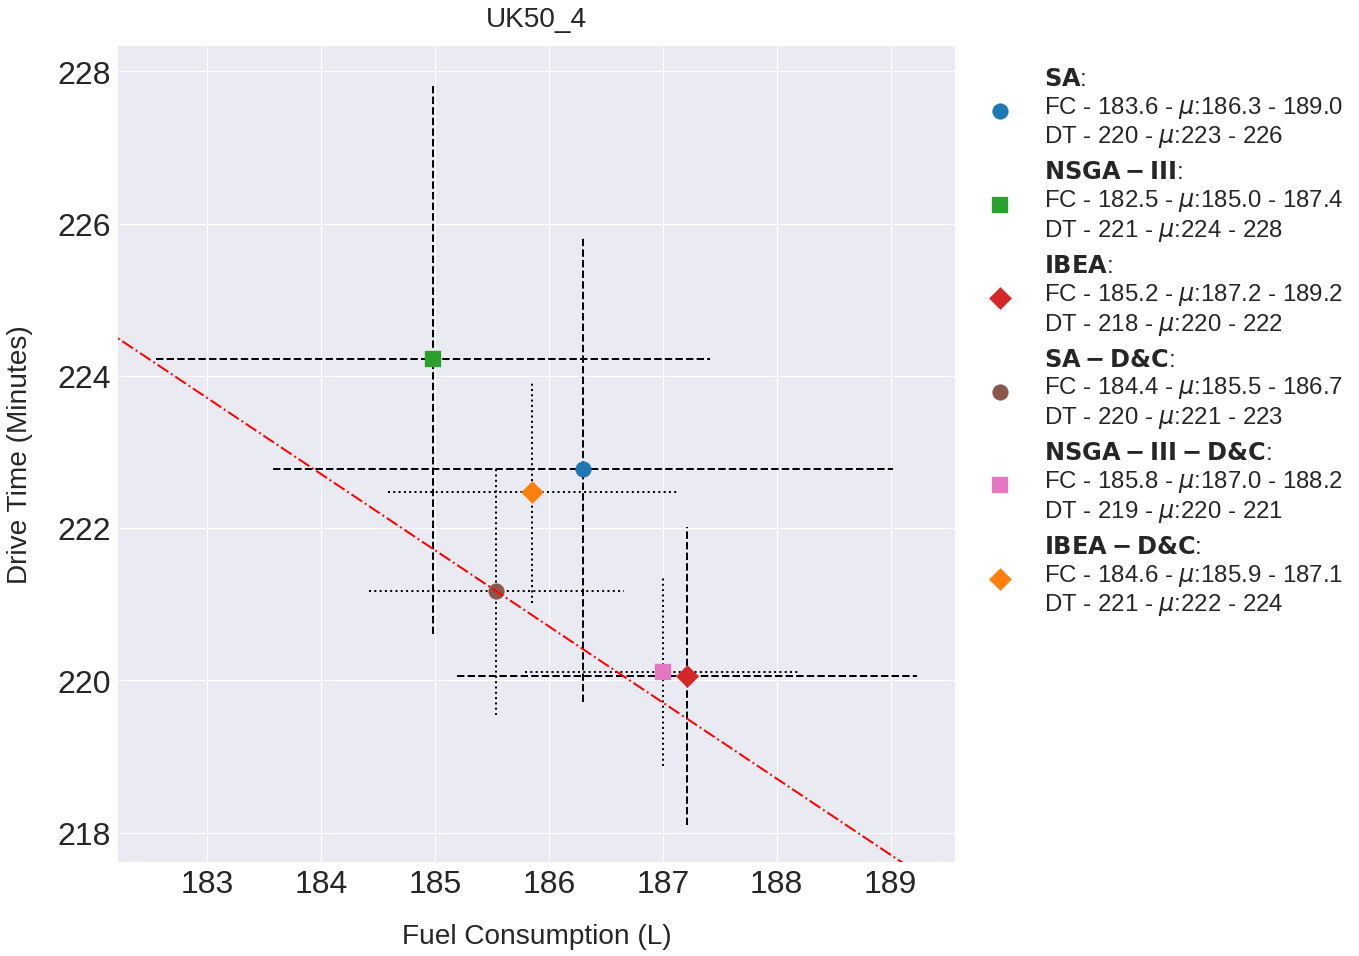 UK50_4
228
226
224
222
220
218
Drive Time (Minutes)
183 184 185 186 187 188 189
Fuel Consumption (L)
SA:
FC - 183.6 - μ:186.3 - 189.0
DT - 220 - μ:223 - 226
NSGA − III:
FC - 182.5 - μ:185.0 - 187.4
DT - 221 - μ:224 - 228
IBEA:
FC - 185.2 - μ:187.2 - 189.2
DT - 218 - μ:220 - 222
SA − D&C:
FC - 184.4 - μ:185.5 - 186.7
DT - 220 - μ:221 - 223
NSGA − III − D&C:
FC - 185.8 - μ:187.0 - 188.2
DT - 219 - μ:220 - 221
IBEA − D&C:
FC - 184.6 - μ:185.9 - 187.1
DT - 221 - μ:222 - 224